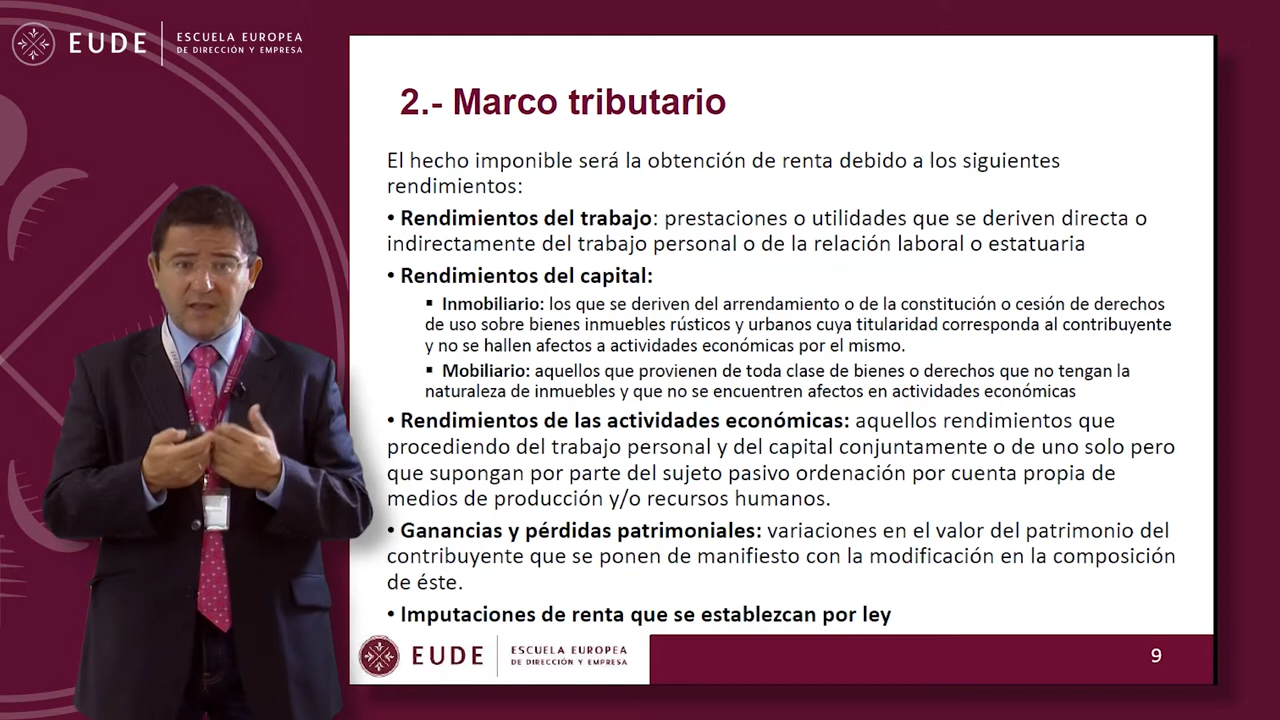 EUDE
ESCUELA EUROPEA
DE DIRECCIÓN Y EMPRESA
2.- Marco tributario
El hecho imponible será la obtención de renta debido a los siguientes
rendimientos:
• Rendimientos del trabajo: prestaciones o utilidades que se deriven directa o
indirectamente del trabajo personal o de la relación laboral o estatuaria
• Rendimientos del capital:
▪ Inmobiliario: los que se deriven del arrendamiento o de la constitución o cesión de derechos
de uso sobre bienes inmuebles rústicos y urbanos cuya titularidad corresponda al contribuyente
y no se hallen afectos a actividades económicas por el mismo.
▪ Mobiliario: aquellos que provienen de toda clase de bienes o derechos que no tengan la
naturaleza de inmuebles y que no se encuentren afectos en actividades económicas
• Rendimientos de las actividades económicas: aquellos rendimientos que
procediendo del trabajo personal y del capital conjuntamente o de uno solo pero
que supongan por parte del sujeto pasivo ordenación por cuenta propia de
medios de producción y/o recursos humanos.
• Ganancias y pérdidas patrimoniales: variaciones en el valor del patrimonio del
contribuyente que se ponen de manifiesto con la modificación en la composición
de éste.
• Imputaciones de renta que se establezcan por ley
EUDE
ESCUELA EUROPEA
DE DIRECCIÓN Y EMPRESA
9